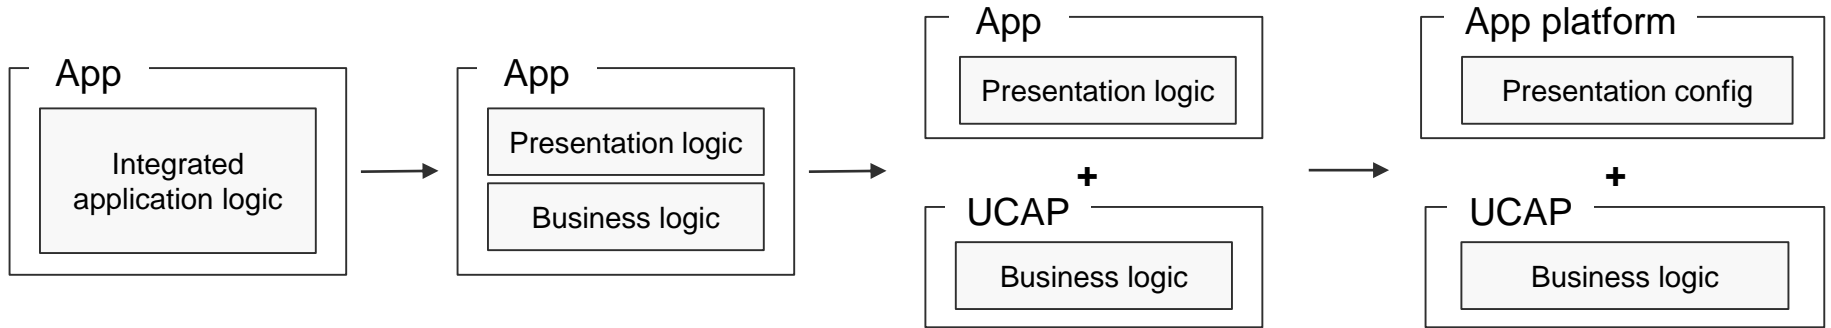 App
Integrated
application logic
App
Presentation logic
Business logic
App
Presentation logic
+
UCAP
Business logic
App platform
Presentation config
+
UCAP
Business logic